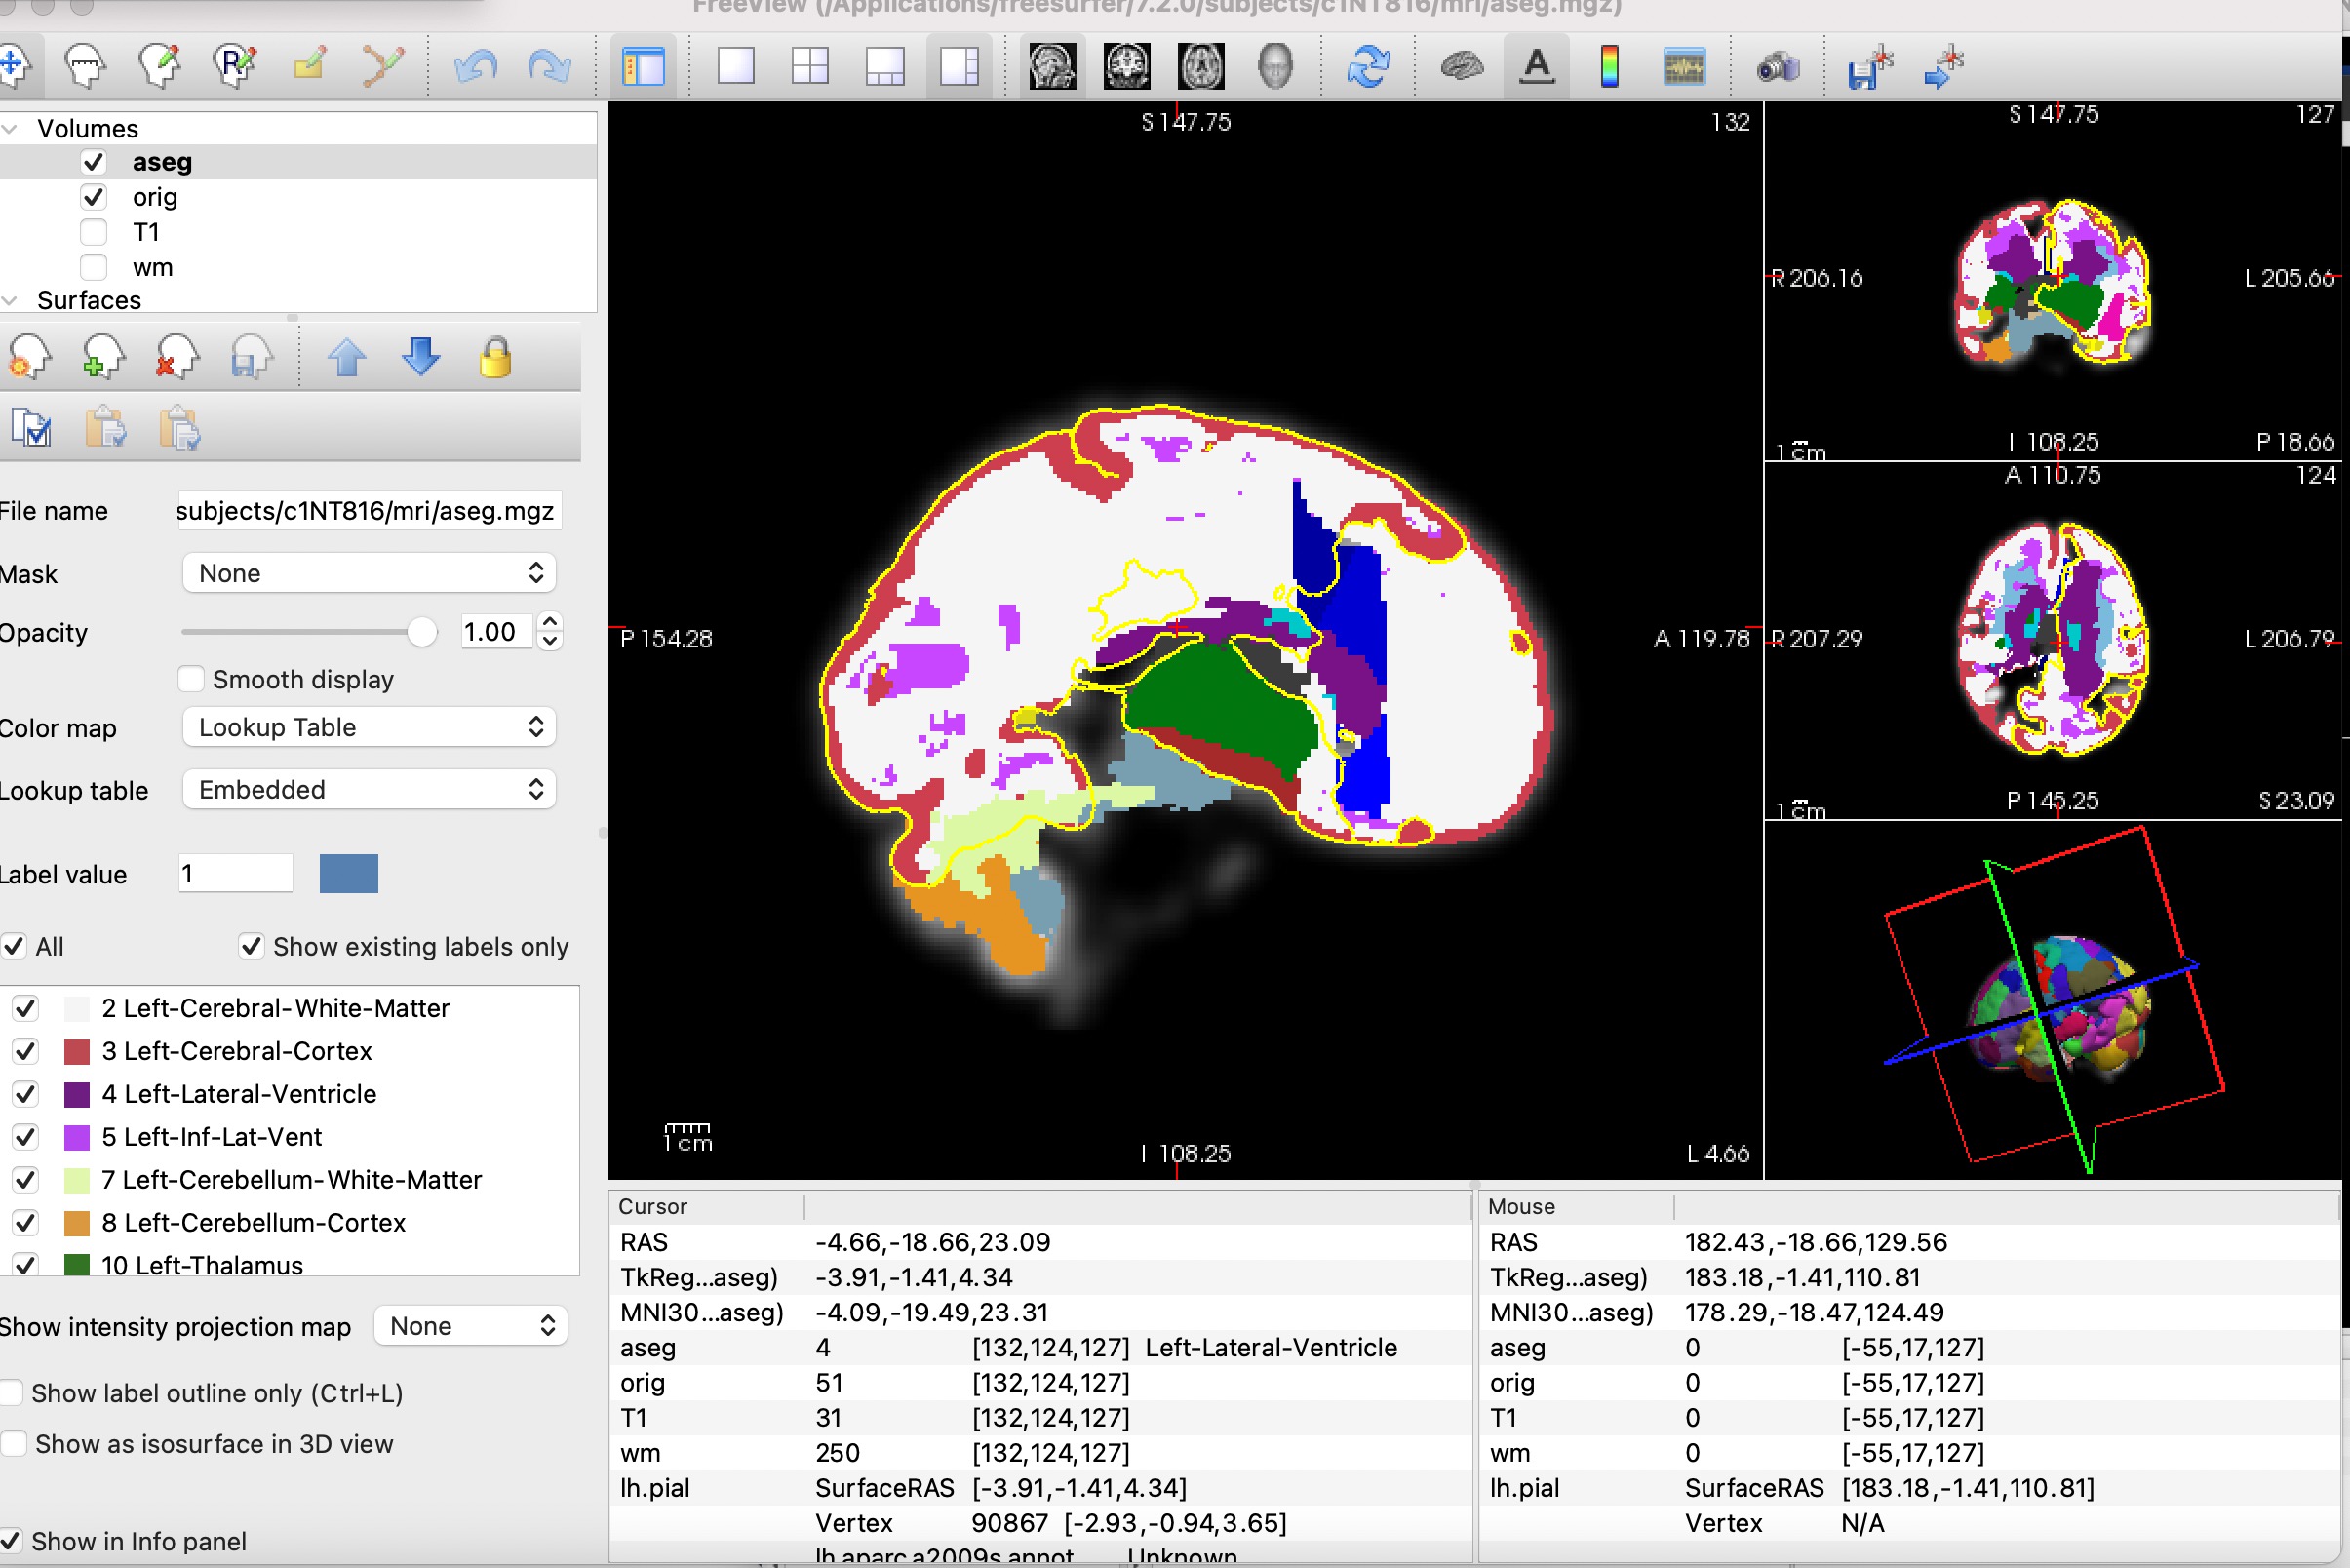 FreeView (/Applications/freesurfer/7.2.0/subjects/c1NT816/mri/aseg.mgz)
Volumes
aseg
orig
T1
wm
Surfaces
File name subjects/c1NT816/mri/aseg.mgz
Mask None
Opacity 1.00
Smooth display
Color map Lookup Table
Lookup table Embedded
Label value 1
All Show existing labels only
2 Left-Cerebral-White-Matter
3 Left-Cerebral-Cortex
4 Left-Lateral-Ventricle
5 Left-Inf-Lat-Vent
7 Left-Cerebellum-White-Matter
8 Left-Cerebellum-Cortex
10 Left-Thalamus
Show intensity projection map None
Show label outline only (Ctrl+L)
Show as isosurface in 3D view
Show in Info panel
S 147.75 132
P 154.28 A 119.78
1 cm I 108.25 L 4.66
S 147.75 127
R 206.16 L 205.66
1 cm I 108.25 P 18.66
A 110.75 124
R 207.29 L 206.79
1 cm P 145.25 S 23.09
Cursor
RAS -4.66,-18.66,23.09
TkReg...aseg) -3.91,-1.41,4.34
MNI30...aseg) -4.09,-19.49,23.31
aseg 4 [132,124,127] Left-Lateral-Ventricle
orig 51 [132,124,127]
T1 31 [132,124,127]
wm 250 [132,124,127]
lh.pial SurfaceRAS [-3.91,-1.41,4.34]
Vertex 90867 [-2.93,-0.94,3.65]
lh.aparc.a2009s.annot Unknown
Mouse
RAS 182.43,-18.66,129.56
TkReg...aseg) 183.18,-1.41,110.81
MNI30...aseg) 178.29,-18.47,124.49
aseg 0 [-55,17,127]
orig 0 [-55,17,127]
T1 0 [-55,17,127]
wm 0 [-55,17,127]
lh.pial SurfaceRAS [183.18,-1.41,110.81]
Vertex N/A